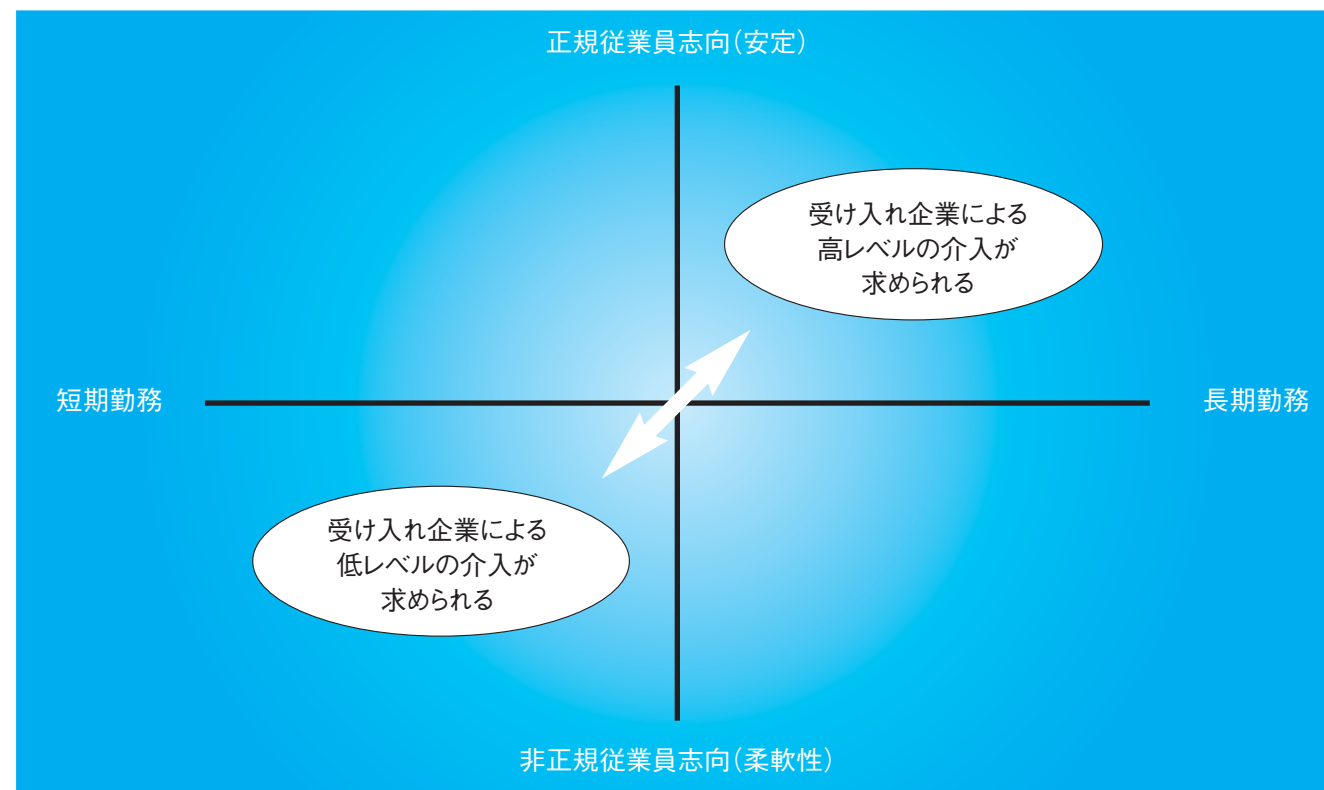 正規従業員志向(安定)
受け入れ企業による
高レベルの介入が
求められる
短期勤務
長期勤務
受け入れ企業による
低レベルの介入が
求められる
非正規従業員志向(柔軟性)